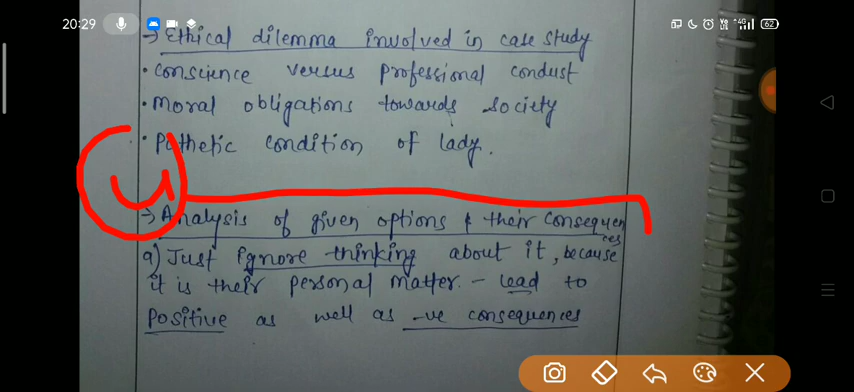 20:29
4G
62
→ Ethical dilemma involved in case study
• Conscience versus professional condust
• Moral obligations towards society
• Pathetic condition of lady.
→ Analysis of given options & their consequences
a) Just ignore thinking about it, because
it is their personal matter. – lead to
positive as well as -ve consequences